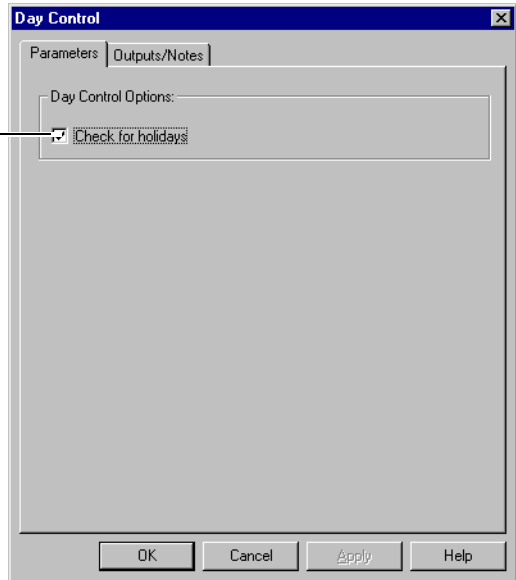 Day Control
Parameters Outputs/Notes
Day Control Options:
Check for holidays
OK Cancel Apply Help